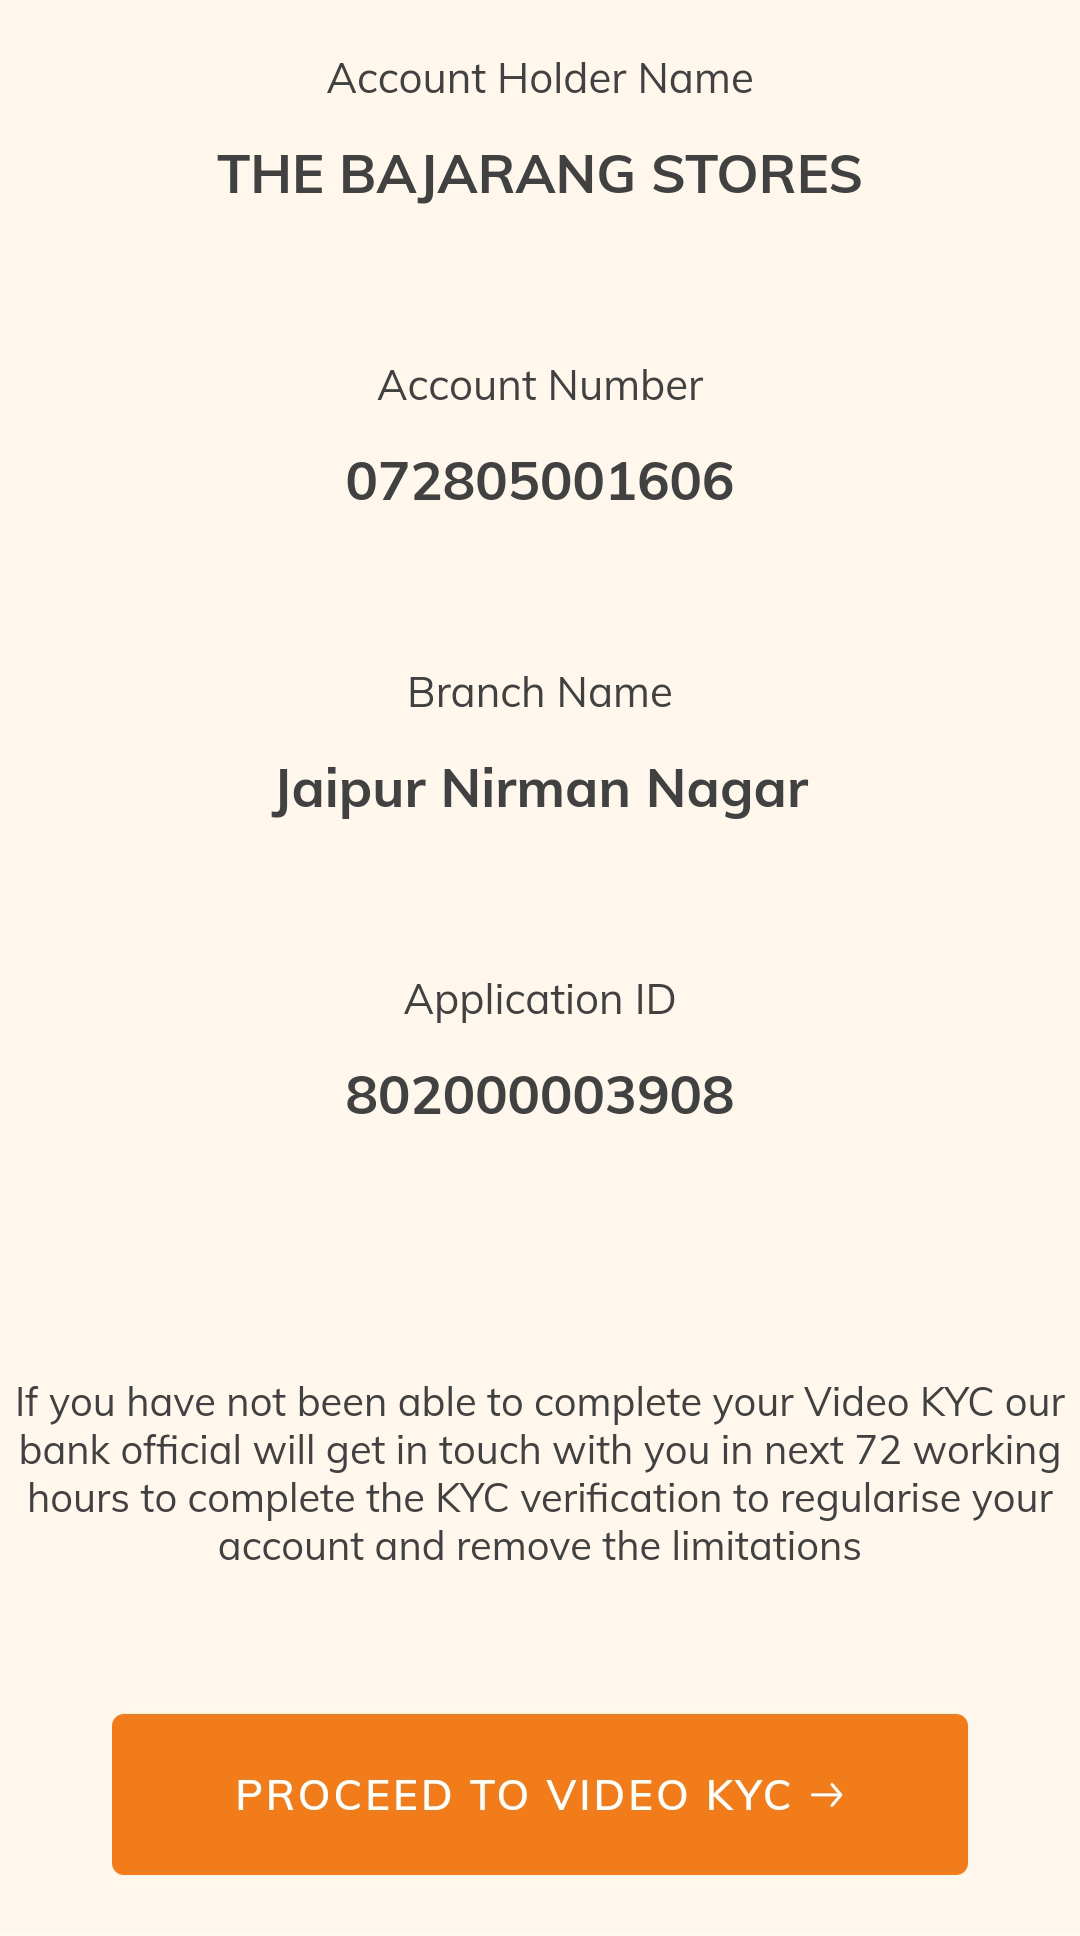 Account Holder Name
THE BAJARANG STORES
Account Number
072805001606
Branch Name
Jaipur Nirman Nagar
Application ID
802000003908
If you have not been able to complete your Video KYC our
bank official will get in touch with you in next 72 working
hours to complete the KYC verification to regularise your
account and remove the limitations
PROCEED TO VIDEO KYC →